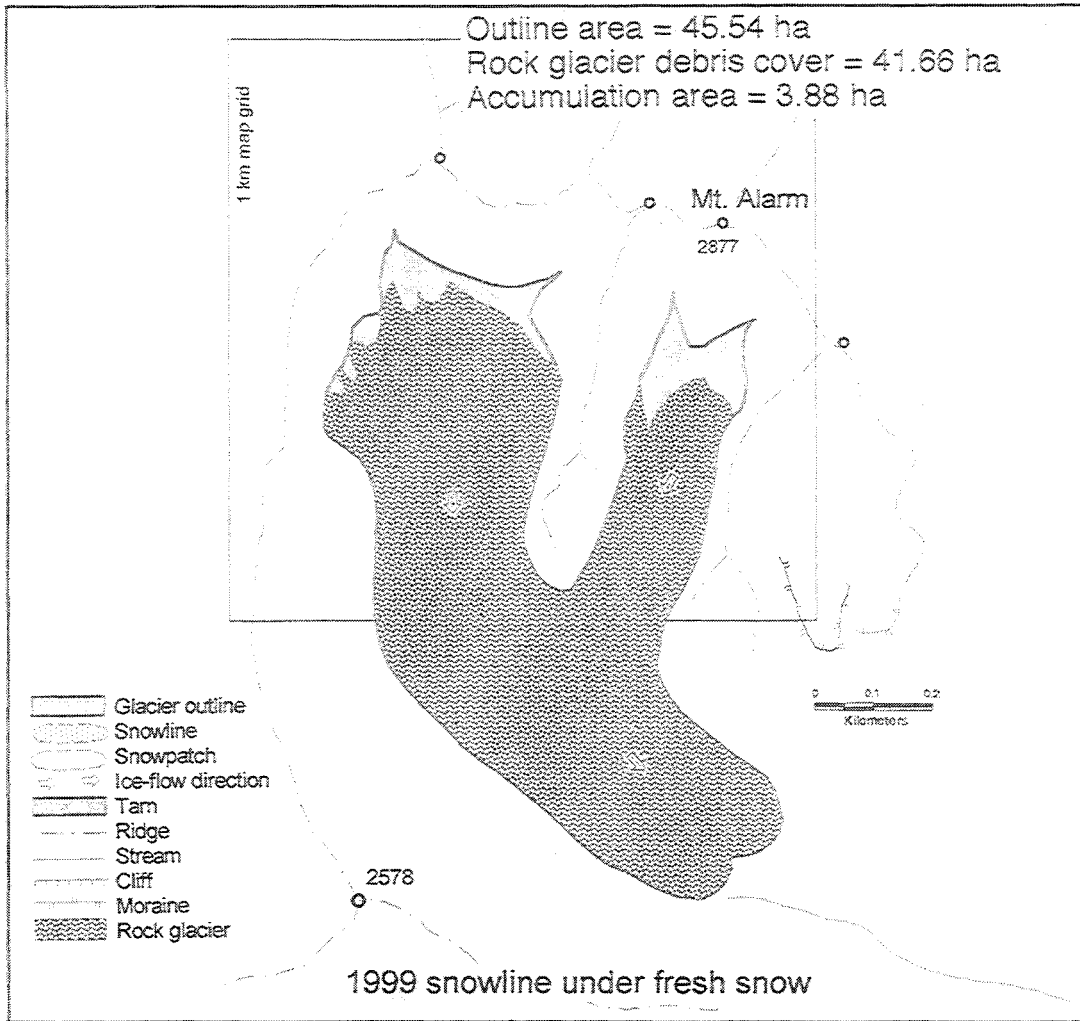 Outline area = 45.54 ha
Rock glacier debris cover = 41.66 ha
Accumulation area = 3.88 ha
1 km map grid
Mt. Alarm
2877
0 0.1 0.2
Kilometers
Glacier outline
Snowline
Snowpatch
Ice-flow direction
Tarn
Ridge
Stream
Cliff
Moraine
Rock glacier
2578
1999 snowline under fresh snow